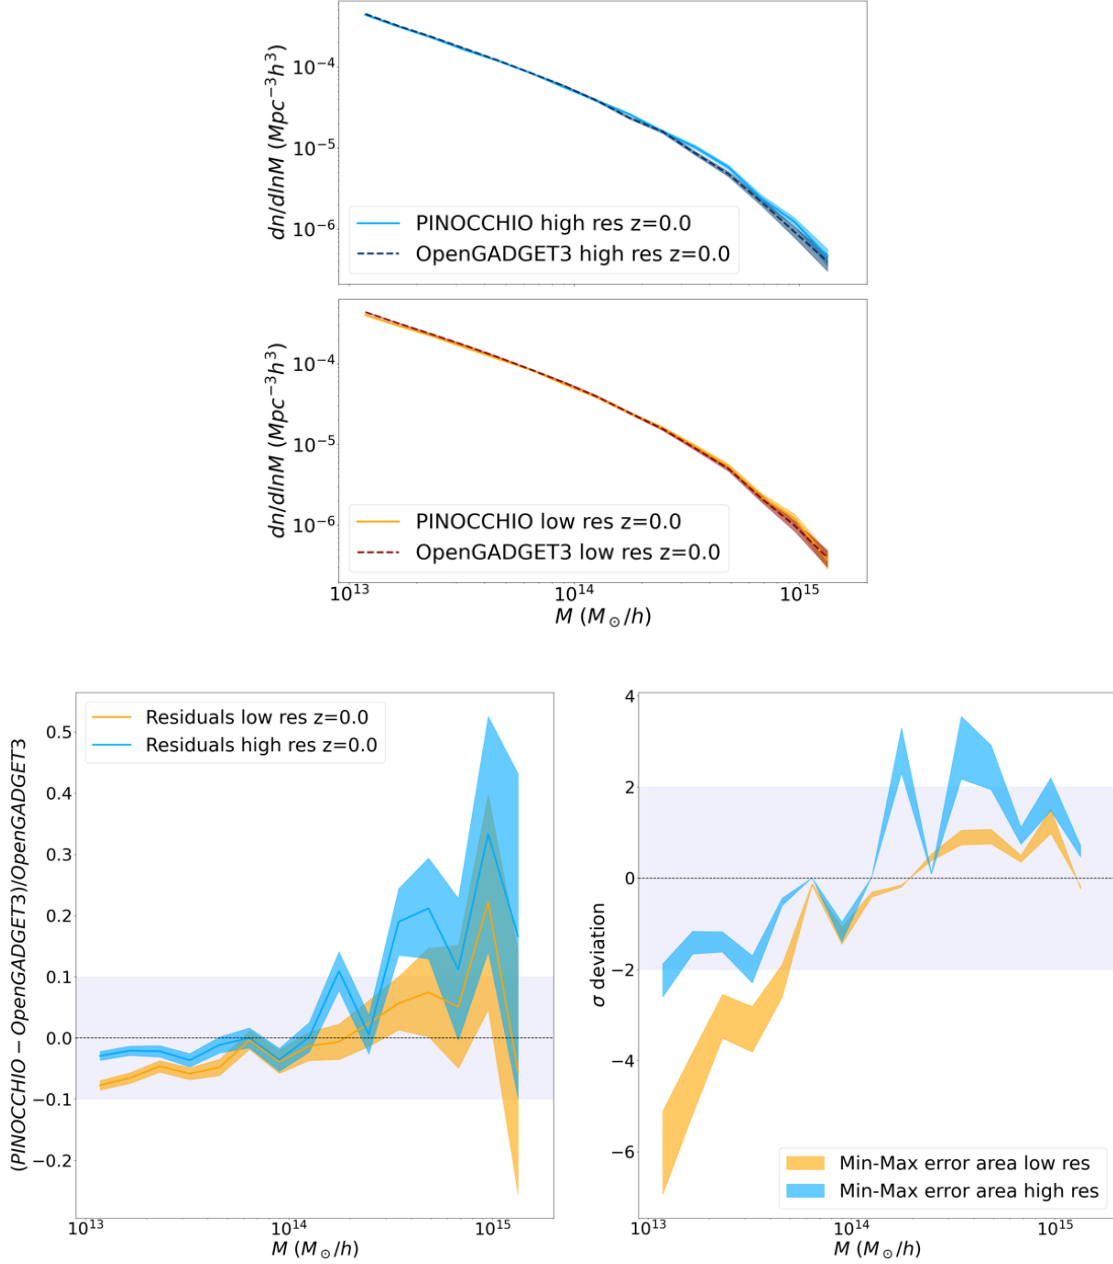 dn/dlnM (Mpc⁻³h³)
10⁻⁴
10⁻⁵
10⁻⁶
PINOCCHIO high res z=0.0
OpenGADGET3 high res z=0.0
dn/dlnM (Mpc⁻³h³)
10⁻⁴
10⁻⁵
10⁻⁶
PINOCCHIO low res z=0.0
OpenGADGET3 low res z=0.0
10¹³ 10¹⁴ 10¹⁵
M (M⊙/h)
(PINOCCHIO − OpenGADGET3)/OpenGADGET3
0.5
0.4
0.3
0.2
0.1
0.0
−0.1
−0.2
Residuals low res z=0.0
Residuals high res z=0.0
10¹³ 10¹⁴ 10¹⁵
M (M⊙/h)
σ deviation
4
2
0
−2
−4
−6
Min-Max error area low res
Min-Max error area high res
10¹³ 10¹⁴ 10¹⁵
M (M⊙/h)